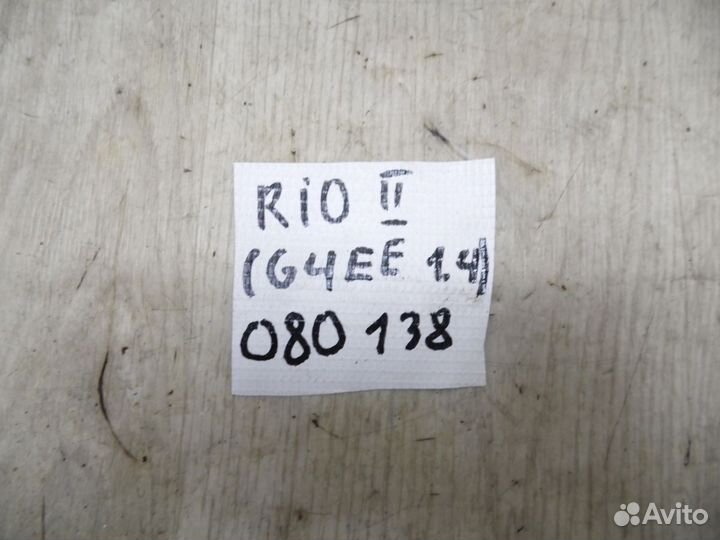 RiO II
(G4EE 1.4)
080 138
Avito